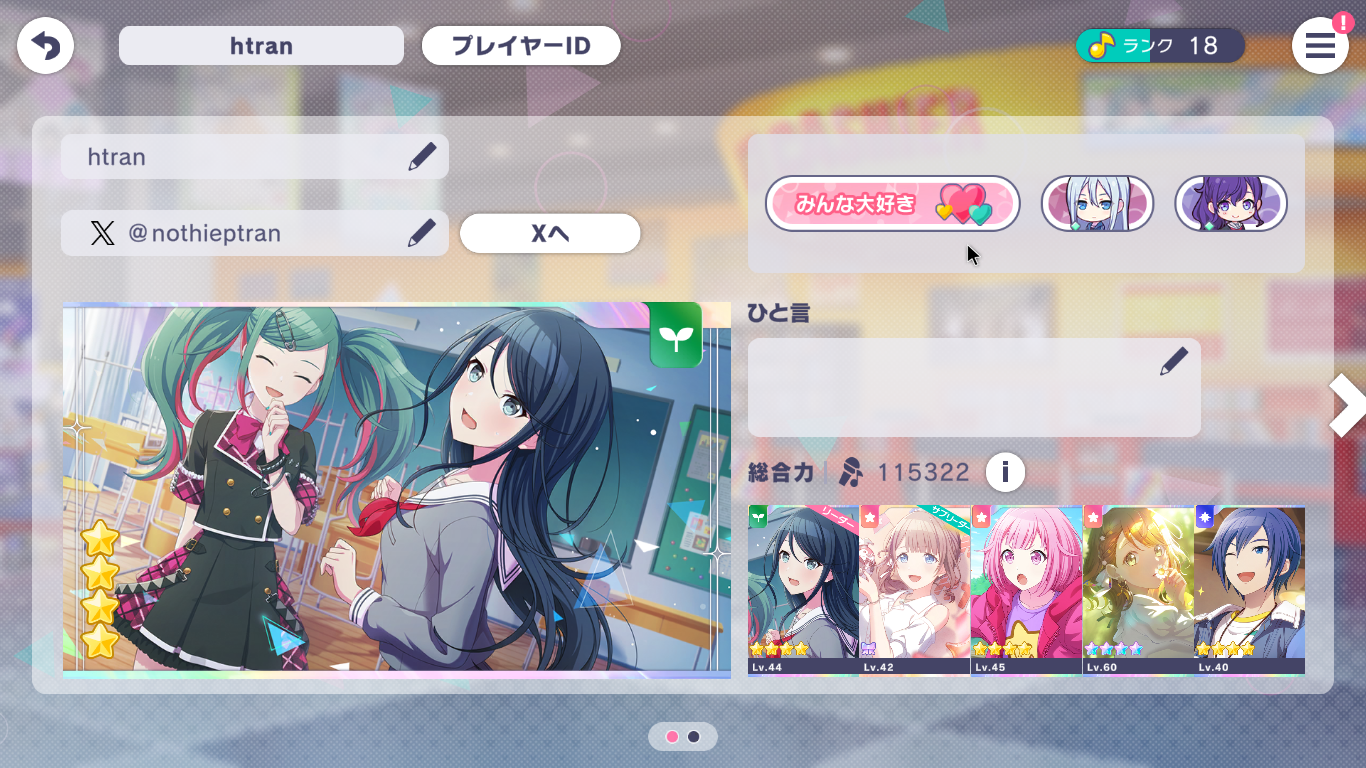 htran
プレイヤーID
ランク 18
!
htran
@nothieptran
Xへ
みんな大好き
ひと言
総合力 115322
i
リーダー
サブリーダー
Lv.44
Lv.42
Lv.45
Lv.60
Lv.40